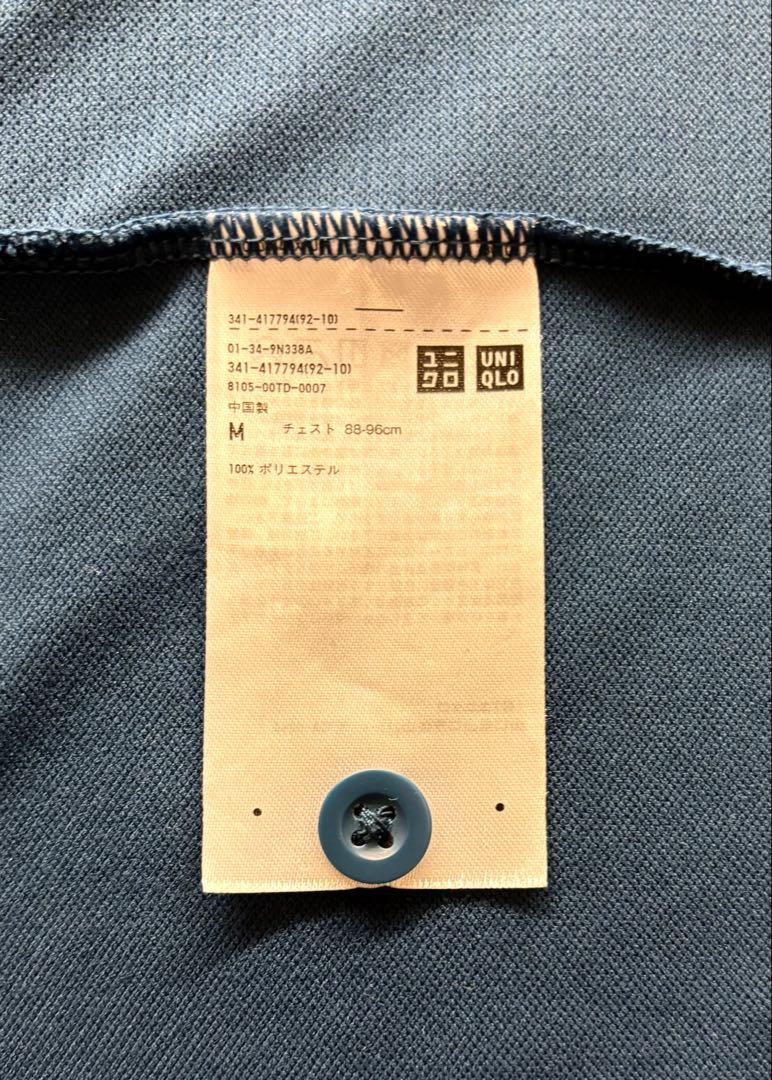 341-417794(92-10)
01-34-9N338A
341-417794(92-10)
8105-00TD-0007
中国製
M チェスト 88-96cm
100% ポリエステル
ユニ
クロ
UNI
QLO